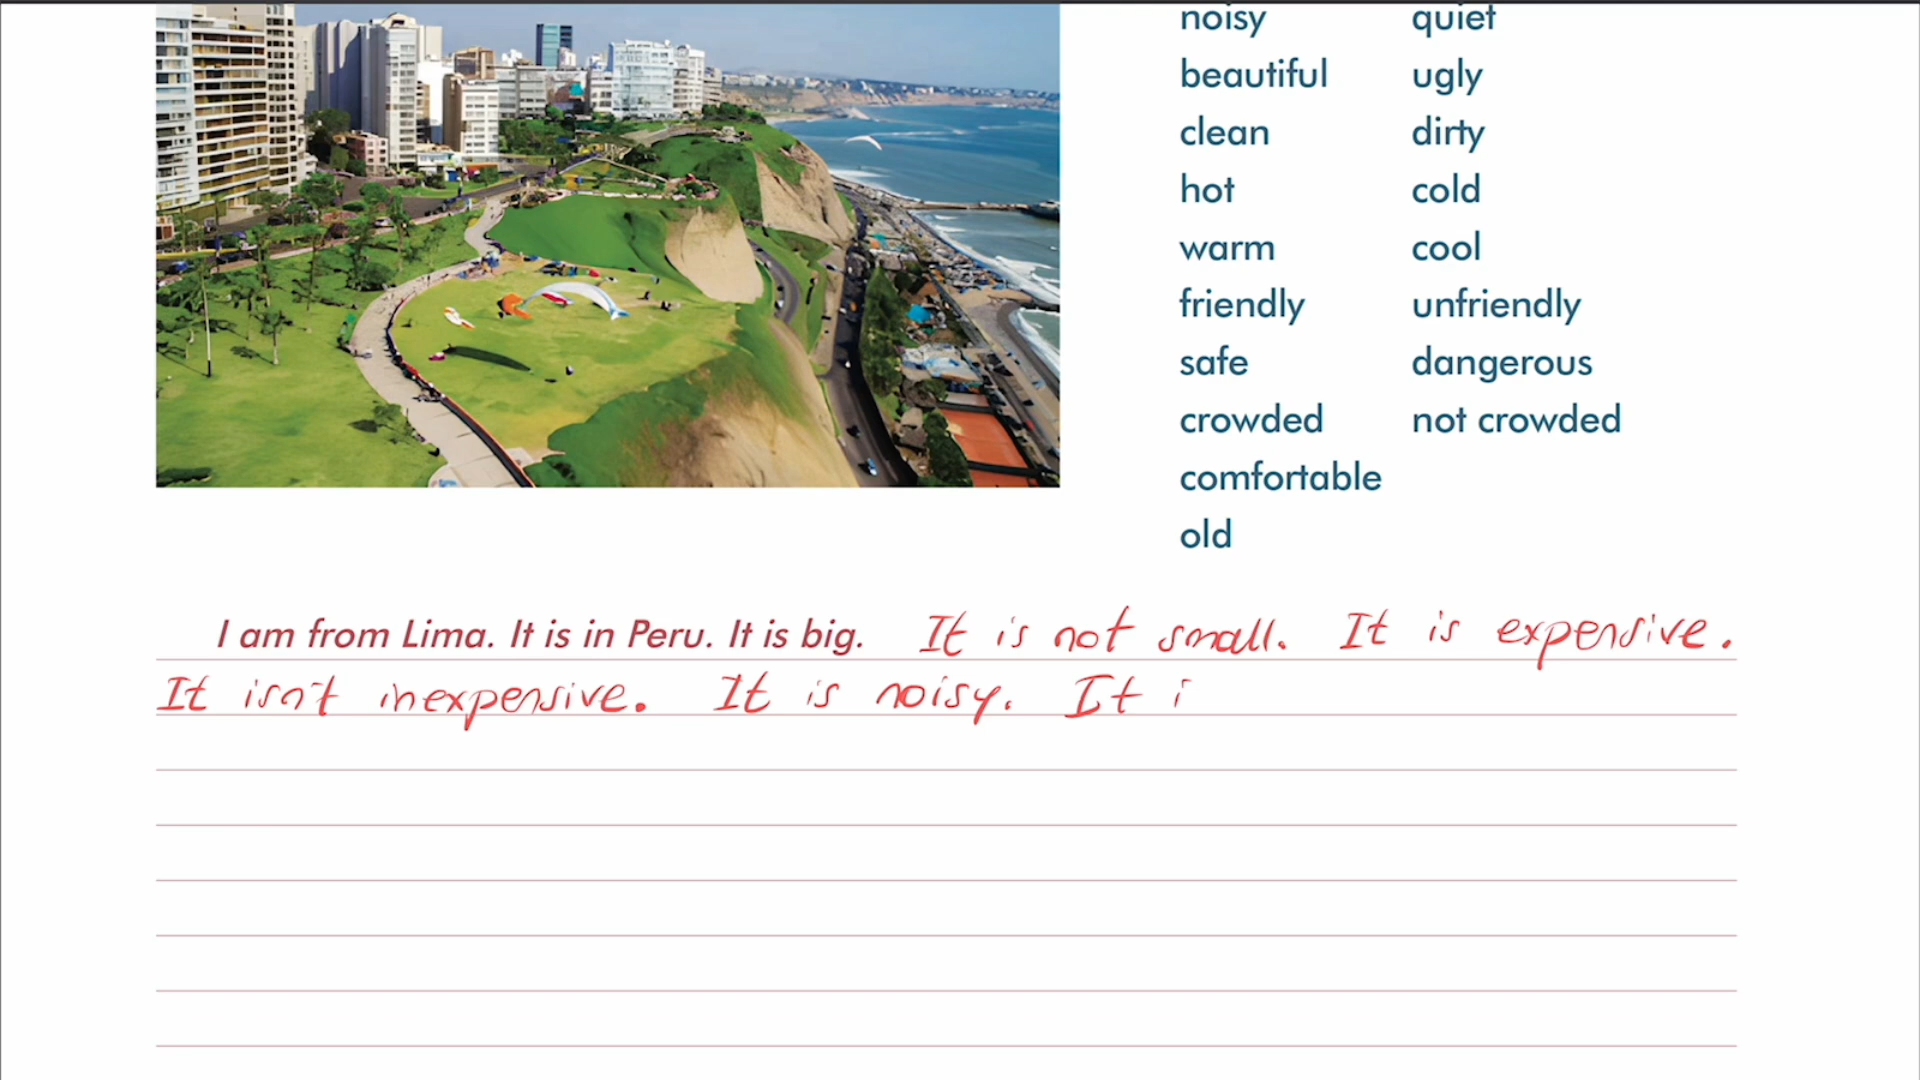 noisy quiet
beautiful ugly
clean dirty
hot cold
warm cool
friendly unfriendly
safe dangerous
crowded not crowded
comfortable
old
I am from Lima. It is in Peru. It is big. It is not small. It is expensive.
It isn't inexpensive. It is noisy. It i